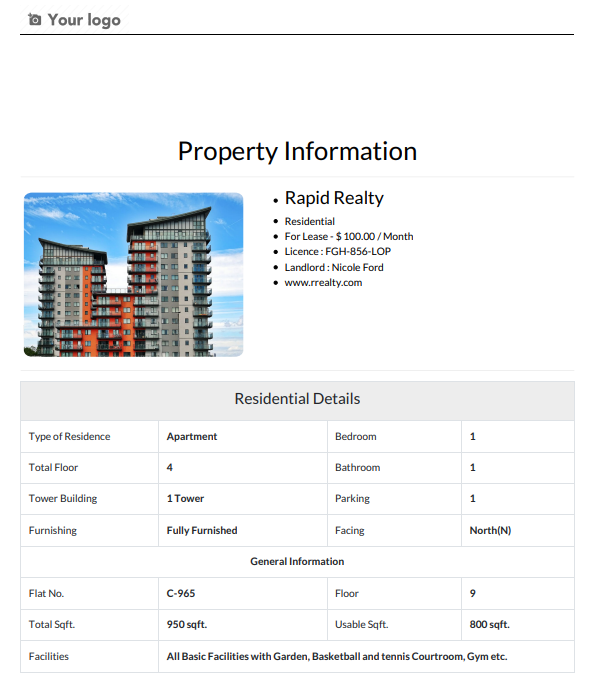 Your logo
Property Information
Rapid Realty
Residential
For Lease - $ 100.00 / Month
Licence : FGH-856-LOP
Landlord : Nicole Ford
www.rrealty.com
Residential Details
Type of Residence Apartment Bedroom 1
Total Floor 4 Bathroom 1
Tower Building 1 Tower Parking 1
Furnishing Fully Furnished Facing North(N)
General Information
Flat No. C-965 Floor 9
Total Sqft. 950 sqft. Usable Sqft. 800 sqft.
Facilities All Basic Facilities with Garden, Basketball and tennis Courtroom, Gym etc.